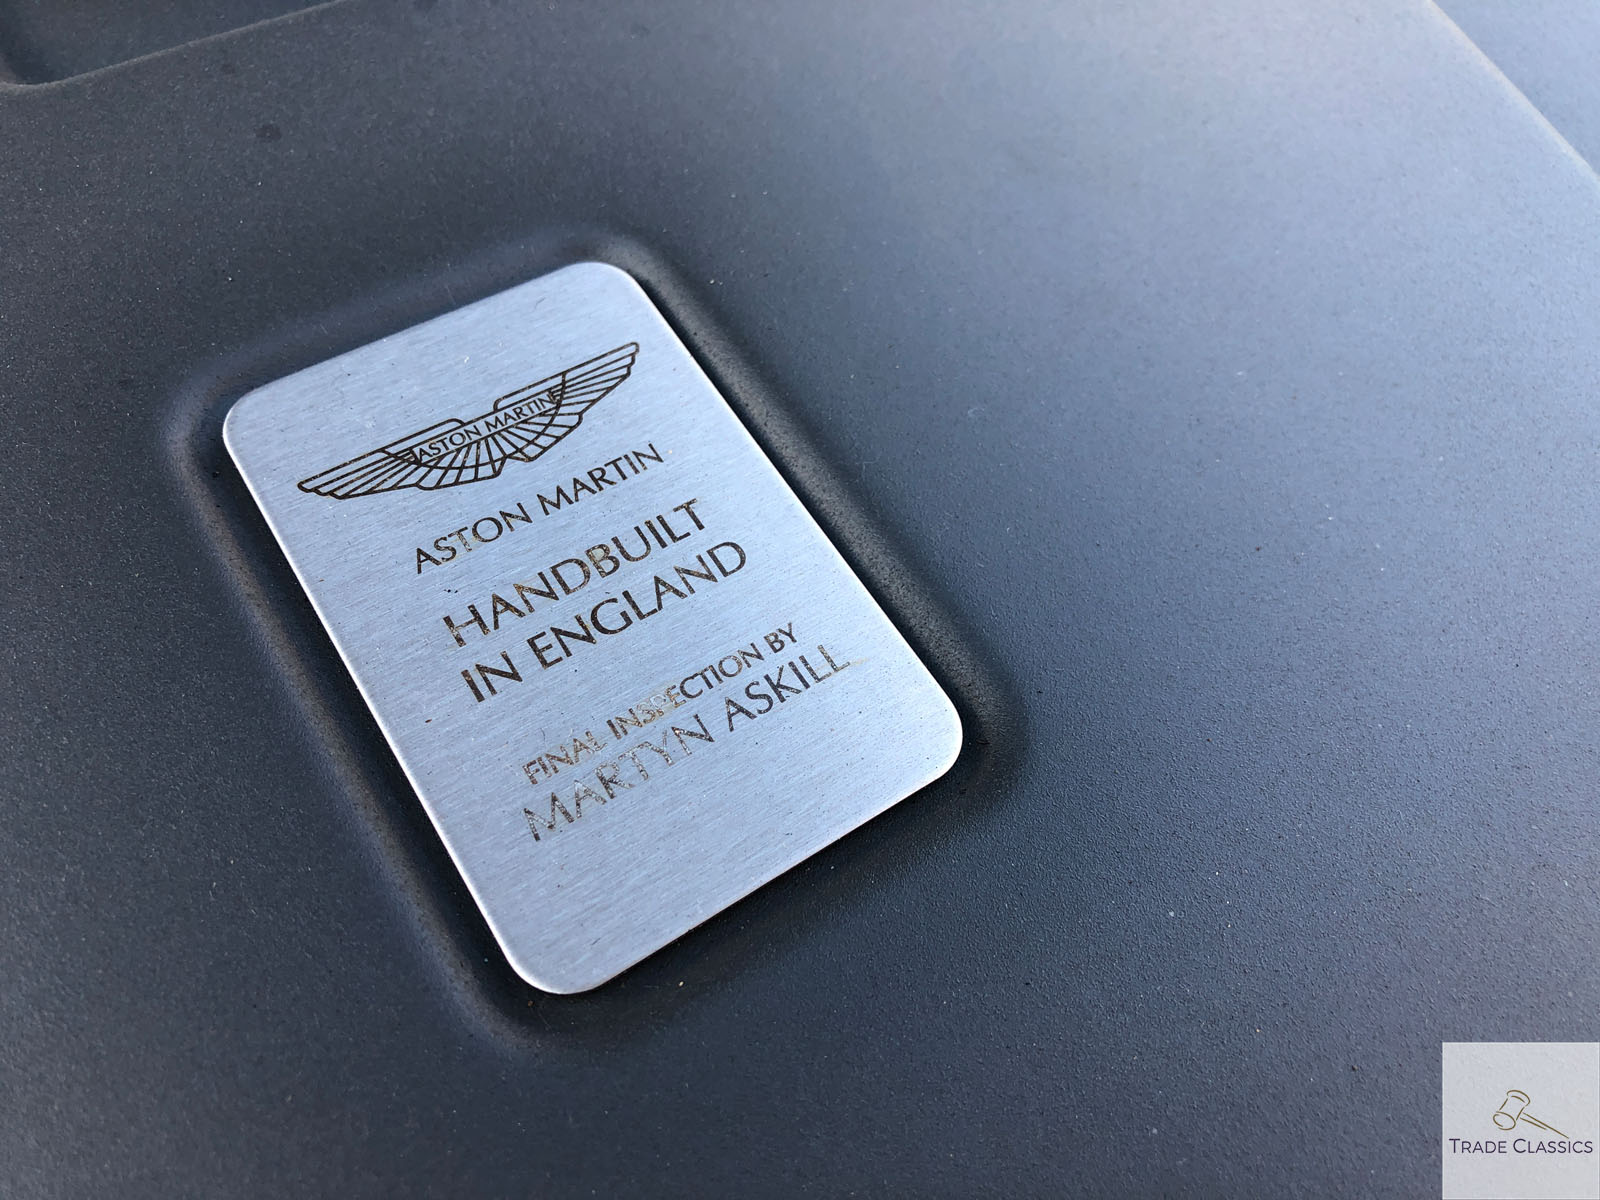 ASTON MARTIN
ASTON MARTIN
HANDBUILT
IN ENGLAND
FINAL INSPECTION BY
MARTYN ASKILL
TRADE CLASSICS